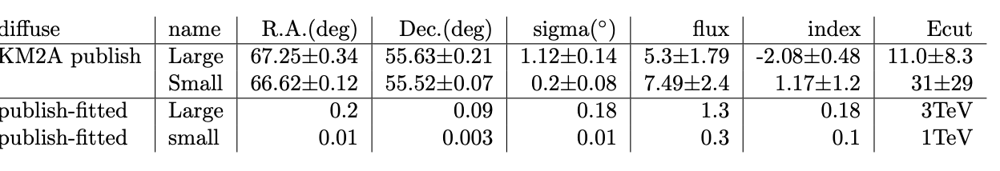 diffuse name R.A.(deg) Dec.(deg) sigma(°) flux index Ecut
KM2A publish Large 67.25±0.34 55.63±0.21 1.12±0.14 5.3±1.79 -2.08±0.48 11.0±8.3
Small 66.62±0.12 55.52±0.07 0.2±0.08 7.49±2.4 1.17±1.2 31±29
publish-fitted Large 0.2 0.09 0.18 1.3 0.18 3TeV
publish-fitted small 0.01 0.003 0.01 0.3 0.1 1TeV